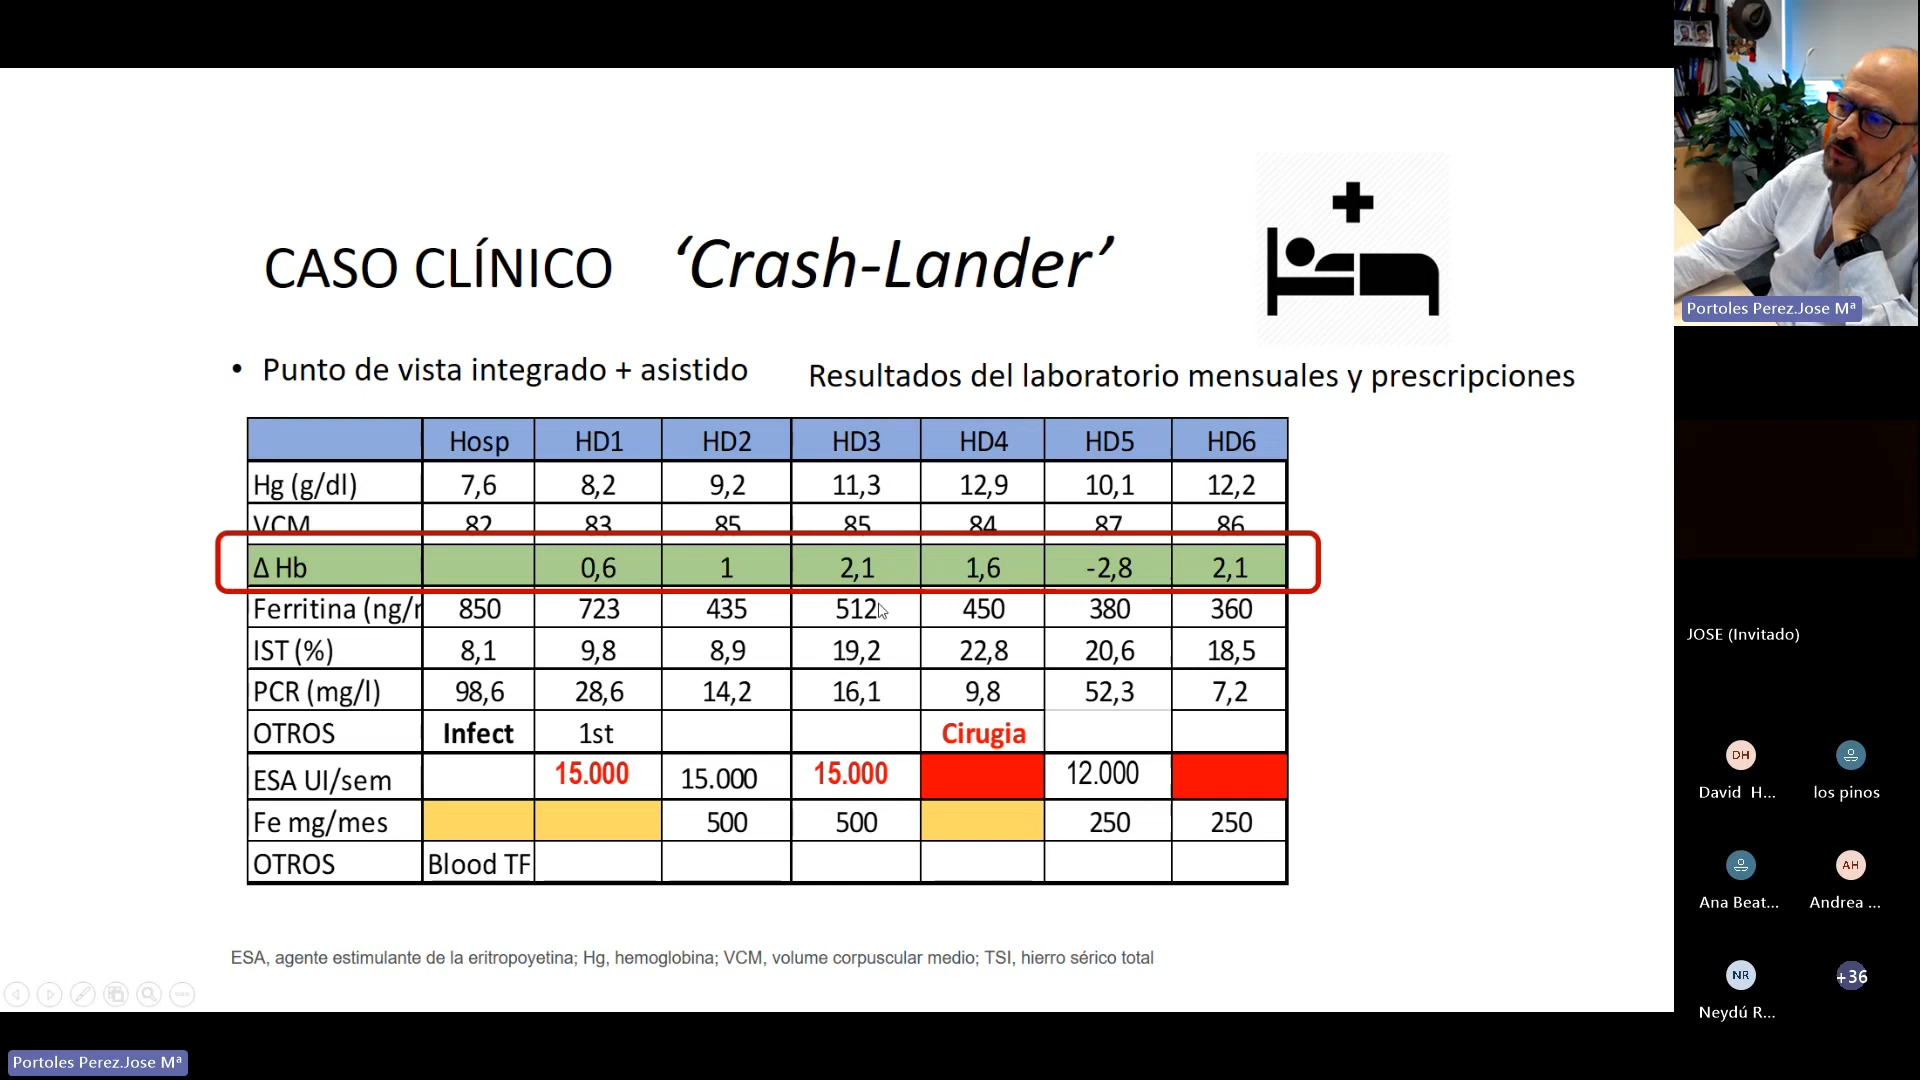 CASO CLÍNICO ‘Crash-Lander’
• Punto de vista integrado + asistido
Resultados del laboratorio mensuales y prescripciones
Hosp HD1 HD2 HD3 HD4 HD5 HD6
Hg (g/dl) 7,6 8,2 9,2 11,3 12,9 10,1 12,2
VCM 82 83 85 85 84 87 86
Δ Hb 0,6 1 2,1 1,6 -2,8 2,1
Ferritina (ng/r 850 723 435 512 450 380 360
IST (%) 8,1 9,8 8,9 19,2 22,8 20,6 18,5
PCR (mg/l) 98,6 28,6 14,2 16,1 9,8 52,3 7,2
OTROS Infect 1st Cirugia
ESA UI/sem 15.000 15.000 15.000 12.000
Fe mg/mes 500 500 250 250
OTROS Blood TF
ESA, agente estimulante de la eritropoyetina; Hg, hemoglobina; VCM, volume corpuscular medio; TSI, hierro sérico total
Portoles Perez.Jose Mª
Portoles Perez.Jose Mª
JOSE (Invitado)
DH
David H...
los pinos
AH
Ana Beat...
Andrea ...
NR
+36
Neydú R...